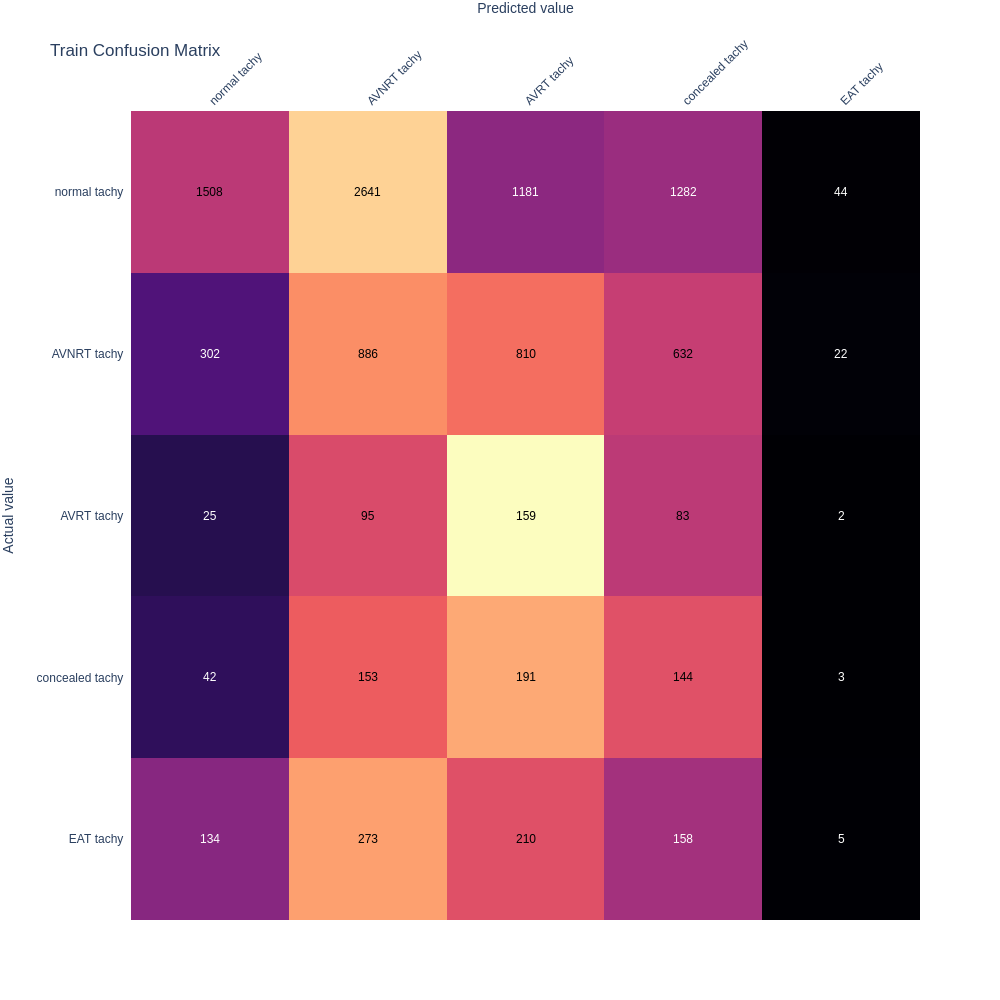 Predicted value
Train Confusion Matrix
normal tachy AVNRT tachy AVRT tachy concealed tachy EAT tachy
normal tachy 1508 2641 1181 1282 44
AVNRT tachy 302 886 810 632 22
Actual value
AVRT tachy 25 95 159 83 2
concealed tachy 42 153 191 144 3
EAT tachy 134 273 210 158 5